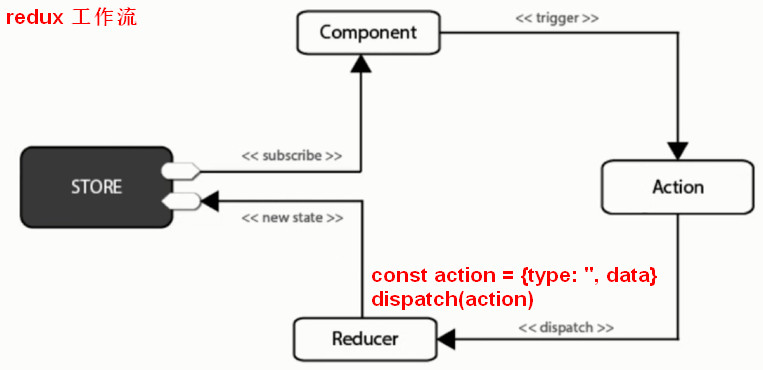 redux 工作流
Component
<< trigger >>
<< subscribe >>
STORE
Action
<< new state >>
const action = {type: '', data}
dispatch(action)
Reducer
<< dispatch >>